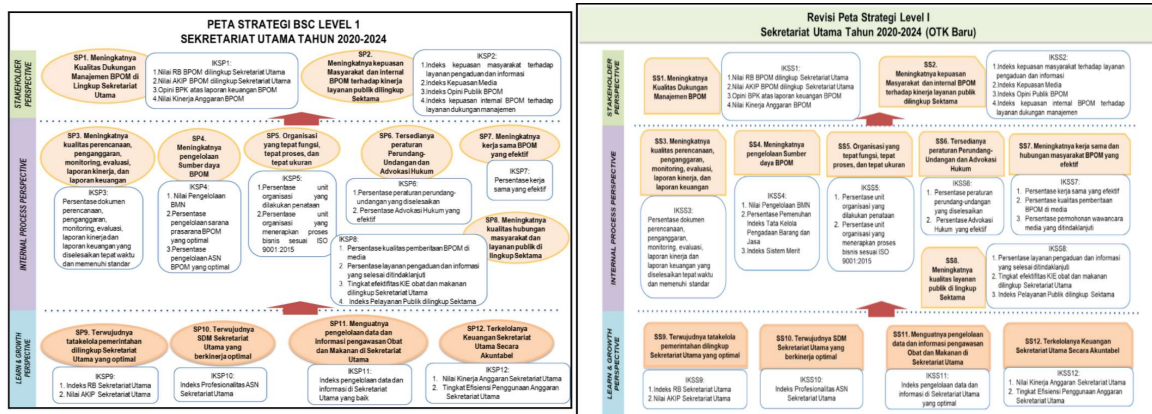 PETA STRATEGI BSC LEVEL 1
SEKRETARIAT UTAMA TAHUN 2020-2024
STAKEHOLDER
PERSPECTIVE
SP1. Meningkatnya
Kualitas Dukungan
Manajemen BPOM di
Lingkup Sekretariat
Utama
IKSP1:
1.Nilai RB BPOM dilingkup Sekretariat Utama
2.Nilai AKIP BPOM dilingkup Sekretariat Utama
3.Opini BPK atas laporan keuangan BPOM
4.Nilai Kinerja Anggaran BPOM
SP2.
Meningkatnya kepuasan
Masyarakat dan internal
BPOM terhadap kinerja
layanan publik dilingkup
Sektama
IKSP2:
1.Indeks kepuasan masyarakat terhadap
layanan pengaduan dan informasi
2.Indeks Kepuasan Media
3.Indeks Opini Publik BPOM
4.Indeks kepuasan internal BPOM terhadap
layanan dukungan manajemen
INTERNAL PROCESS PERSPECTIVE
SP3. Meningkatnya
kualitas perencanaan,
penganggaran,
monitoring, evaluasi,
laporan kinerja, dan
laporan keuangan
IKSP3:
Persentase dokumen
perencanaan,
penganggaran,
monitoring, evaluasi,
laporan kinerja dan
laporan keuangan yang
diselesaikan tepat waktu
dan memenuhi standar
SP4.
Meningkatnya
pengelolaan
Sumber daya
BPOM
IKSP4:
1. Nilai Pengelolaan
BMN
2. Persentase
pengelolaan sarana
prasarana BPOM yang
optimal
3. Persentase
pengelolaan ASN
BPOM yang optimal
SP5. Organisasi
yang tepat fungsi,
tepat proses, dan
tepat ukuran
IKSP5:
1.Persentase unit
organisasi yang
dilakukan penataan
2.Persentase unit
organisasi yang
menerapkan proses
bisnis sesuai ISO
9001:2015
SP6. Tersedianya
peraturan
Perundang-
Undangan dan
Advokasi
Hukum
IKSP6:
1.Persentase peraturan perundang-
undangan yang diselesaikan
2. Persentase Advokasi Hukum yang
efektif
SP7. Meningkatnya
kerja sama BPOM
yang efektif
IKSP7:
Persentase kerja
sama yang efektif
SP8. Meningkatnya
kualitas hubungan
masyarakat dan
layanan publik di
lingkup Sektama
IKSP8:
1. Persentase kualitas pemberitaan BPOM di
media
2. Persentase layanan pengaduan dan informasi
yang selesai ditindaklanjuti
3. Tingkat efektifitas KIE obat dan makanan
dilingkup Sekretariat Utama
4. Indeks Pelayanan Publik dilingkup Sektama
LEARN & GROWTH
PERSPECTIVE
SP9. Terwujudnya
tatakelola pemerintahan
dilingkup Sekretariat
Utama yang optimal
IKSP9:
1. Indeks RB Sekretariat Utama
2. Nilai AKIP Sekretariat Utama
SP10. Terwujudnya
SDM Sekretariat
Utama yang
berkinerja optimal
IKSP10:
Indeks Profesionalitas ASN
Sekretariat Utama
SP11. Menguatnya
pengelolaan data dan
informasi pengawasan Obat
dan Makanan di Sekretariat
Utama
IKSP11:
Indeks pengelolaan data dan
informasi di Sekretariat
Utama yang baik
SP12. Terkelolanya
Keuangan Sekretariat
Utama Secara
Akuntabel
IKSP12:
1. Nilai Kinerja Anggaran Sekretariat Utama
2. Tingkat Efisiensi Penggunaan Anggaran
Sekretariat Utama
Revisi Peta Strategi Level I
Sekretariat Utama Tahun 2020-2024 (OTK Baru)
STAKEHOLDER
PERSPECTIVE
SS1. Meningkatnya
Kualitas Dukungan
Manajemen BPOM
IKSS1:
1.Nilai RB BPOM dilingkup Sekretariat Utama
2.Nilai AKIP BPOM dilingkup Sekretariat Utama
3.Opini BPK atas laporan keuangan BPOM
4.Nilai Kinerja Anggaran BPOM
SS2.
Meningkatnya kepuasan
Masyarakat dan internal BPOM
terhadap kinerja layanan publik
dilingkup Sektama
IKSS2:
1.Indeks kepuasan masyarakat terhadap
layanan pengaduan dan informasi
2.Indeks Kepuasan Media
3.Indeks Opini Publik BPOM
4.Indeks kepuasan internal BPOM terhadap
layanan dukungan manajemen
INTERNAL PROCESS PERSPECTIVE
SS3. Meningkatnya
kualitas perencanaan,
penganggaran,
monitoring, evaluasi,
laporan kinerja, dan
laporan keuangan
IKSS3:
Persentase dokumen
perencanaan,
penganggaran,
monitoring, evaluasi,
laporan kinerja dan
laporan keuangan yang
diselesaikan tepat waktu
dan memenuhi standar
SS4. Meningkatnya
pengelolaan Sumber
daya BPOM
IKSS4:
1. Nilai Pengelolaan BMN
2. Persentase Pemenuhan
Indeks Tata Kelola
Pengadaan Barang dan
Jasa
3. Indeks Sistem Merit
SS5. Organisasi yang
tepat fungsi, tepat
proses, dan tepat
ukuran
IKSS5:
1. Persentase unit
organisasi yang
dilakukan penataan
2. Persentase unit
organisasi yang
menerapkan proses
bisnis sesuai ISO
9001:2015
SS6. Tersedianya
peraturan Perundang-
Undangan dan Advokasi
Hukum
IKSS6:
1. Persentase peraturan
perundang-undangan yang
diselesaikan
2. Persentase Advokasi
Hukum yang efektif
SS7. Meningkatnya kerja sama dan
hubungan masyarakat BPOM yang
efektif
IKSS7:
1. Persentase kerja sama yang efektif
2. Persentase kualitas pemberitaan
BPOM di media
3. Persentase permohonan wawancara
media yang ditindaklanjuti
SS8.
Meningkatnya
kualitas layanan
publik di lingkup
Sektama
IKSS8:
1. Persentase layanan pengaduan dan informasi
yang selesai ditindaklanjuti
2. Tingkat efektifitas KIE obat dan makanan
dilingkup Sekretariat Utama
3. Indeks Pelayanan Publik dilingkup Sektama
LEARN & GROWTH
PERSPECTIVE
SS9. Terwujudnya
tatakelola pemerintahan
dilingkup Sekretariat
Utama yang optimal
IKSS9:
1. Indeks RB Sekretariat Utama
2. Nilai AKIP Sekretariat Utama
SS10. Terwujudnya SDM
Sekretariat Utama yang
berkinerja optimal
IKSS10:
Indeks Profesionalitas ASN
Sekretariat Utama
SS11. Menguatnya pengelolaan
data dan informasi pengawasan
Obat dan Makanan di
Sekretariat Utama
IKSS11:
Indeks pengelolaan data dan
informasi di Sekretariat Utama yang
optimal
SS12. Terkelolanya Keuangan
Sekretariat Utama Secara
Akuntabel
IKSS12:
1. Nilai Kinerja Anggaran Sekretariat Utama
2. Tingkat Efisiensi Penggunaan Anggaran
Sekretariat Utama